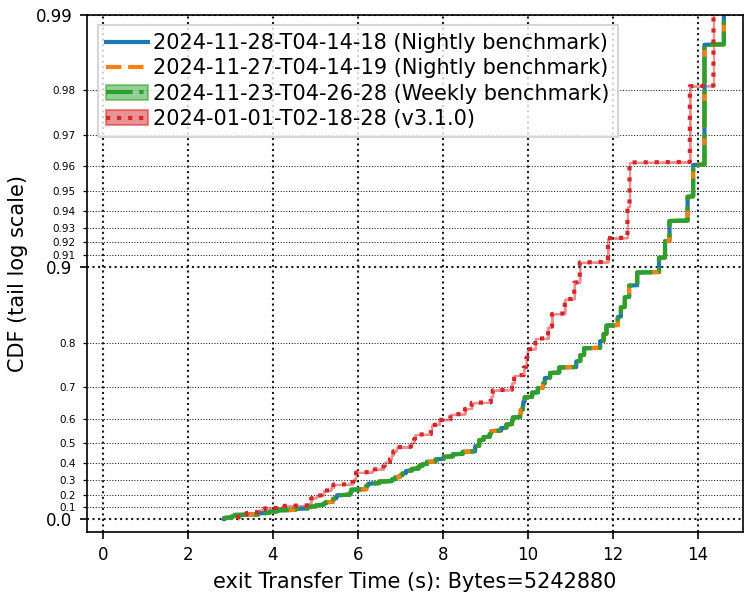 0.99
2024-11-28-T04-14-18 (Nightly benchmark)
2024-11-27-T04-14-19 (Nightly benchmark)
2024-11-23-T04-26-28 (Weekly benchmark)
2024-01-01-T02-18-28 (v3.1.0)
0.98
0.97
0.96
0.95
0.94
0.93
0.92
0.91
0.9
0.8
0.7
0.6
0.5
0.4
0.3
0.2
0.1
0.0
CDF (tail log scale)
0 2 4 6 8 10 12 14
exit Transfer Time (s): Bytes=5242880